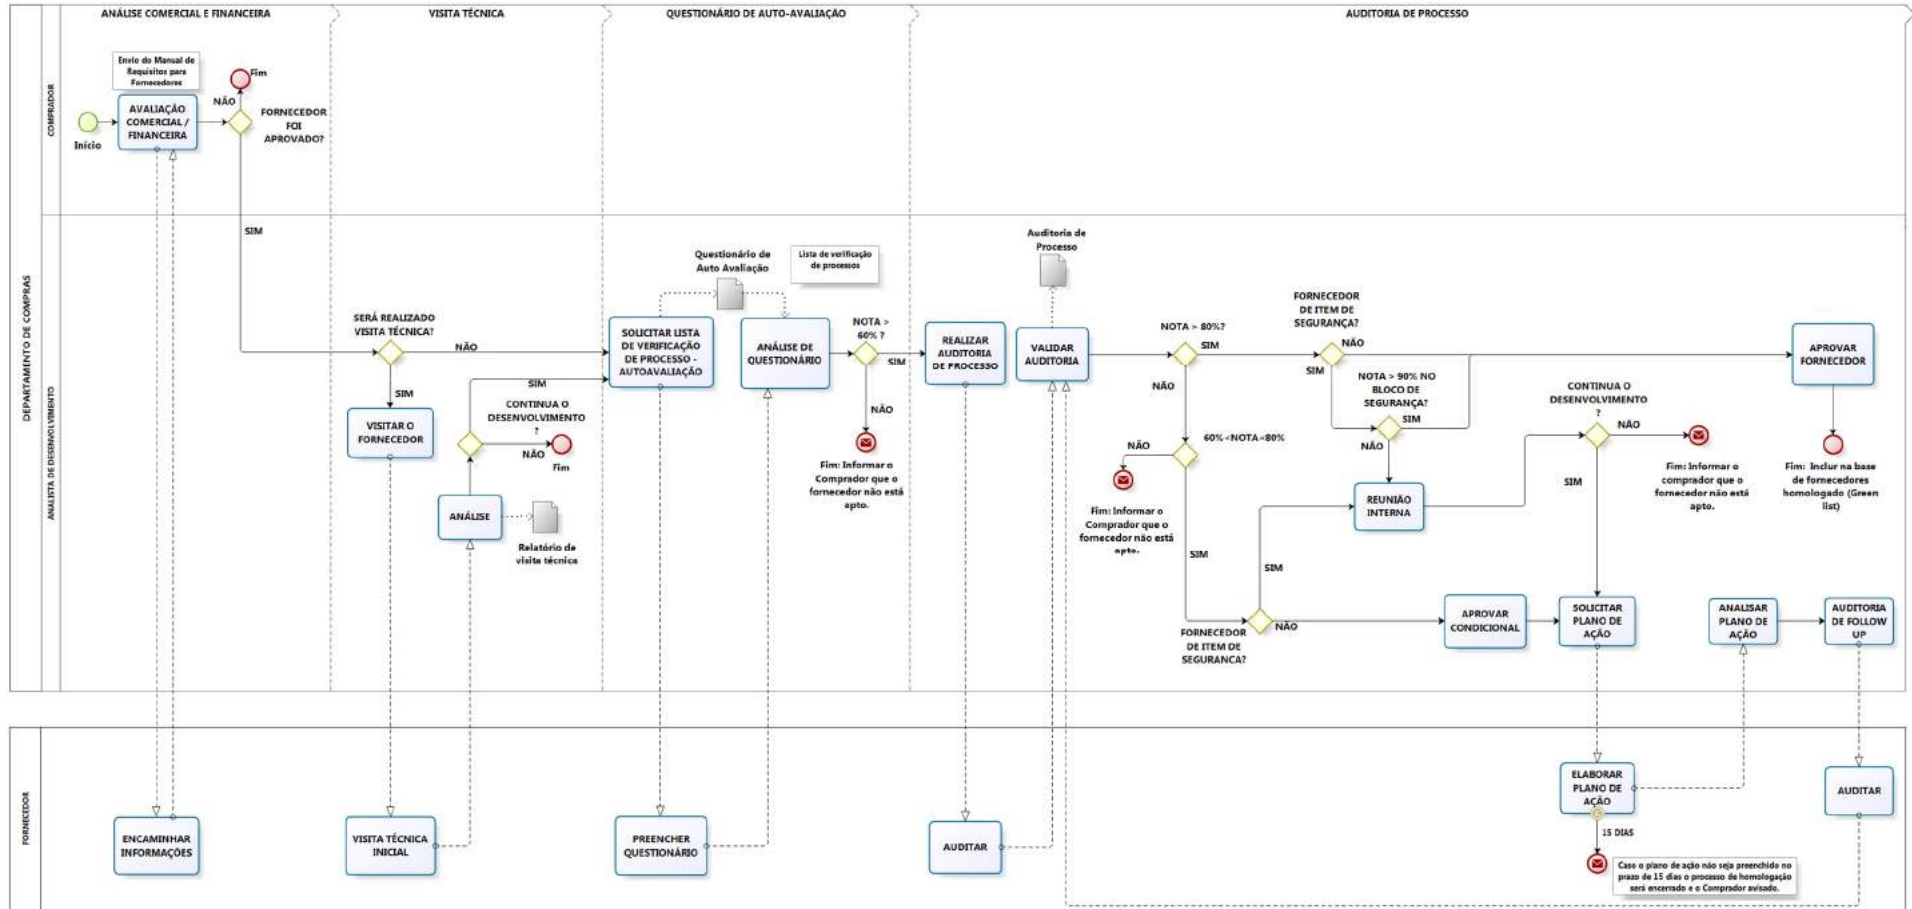 ANÁLISE COMERCIAL E FINANCEIRA
VISITA TÉCNICA
QUESTIONÁRIO DE AUTO-AVALIAÇÃO
AUDITORIA DE PROCESSO
DEPARTAMENTO DE COMPRAS
COMPRADOR
Envio do Manual de
Requisitos para
Fornecedores
Início
AVALIAÇÃO
COMERCIAL /
FINANCEIRA
Fim
NÃO
FORNECEDOR
FOI
APROVADO?
SIM
ANALISTA DE DESENVOLVIMENTO
SERÁ REALIZADO
VISITA TÉCNICA?
NÃO
SIM
VISITAR O
FORNECEDOR
SIM
CONTINUA O
DESENVOLVIMENTO
?
NÃO
Fim
ANÁLISE
Relatório de
visita técnica
Questionário de
Auto Avaliação
Lista de verificação
de processos
SOLICITAR LISTA
DE VERIFICAÇÃO
DE PROCESSO -
AUTOAVALIAÇÃO
ANÁLISE DE
QUESTIONÁRIO
NOTA >
60% ?
SIM
NÃO
Fim: Informar o
Comprador que o
fornecedor não está
apto.
REALIZAR
AUDITORIA
DE PROCESSO
Auditoria de
Processo
VALIDAR
AUDITORIA
NOTA > 80%?
SIM
NÃO
60%<NOTA<80%
NÃO
Fim: Informar o
Comprador que o
fornecedor não está
apto.
SIM
FORNECEDOR
DE ITEM DE
SEGURANÇA?
NÃO
SIM
NOTA > 90% NO
BLOCO DE
SEGURANÇA?
SIM
NÃO
REUNIÃO
INTERNA
SIM
FORNECEDOR
DE ITEM DE
SEGURANCA?
NÃO
APROVAR
CONDICIONAL
CONTINUA O
DESENVOLVIMENTO
?
NÃO
SIM
Fim: Informar o
comprador que o
fornecedor não está
apto.
SOLICITAR
PLANO DE
AÇÃO
APROVAR
FORNECEDOR
Fim: Inclur na base
de fornecedores
homologado (Green
list)
ANALISAR
PLANO DE
AÇÃO
AUDITORIA
DE FOLLOW
UP
FORNECEDOR
ENCAMINHAR
INFORMAÇÕES
VISITA TÉCNICA
INICIAL
PREENCHER
QUESTIONÁRIO
AUDITAR
ELABORAR
PLANO DE
AÇÃO
15 DIAS
Caso o plano de ação não seja preenchido no
prazo de 15 dias o processo de homologação
será encerrado e o Comprador avisado.
AUDITAR